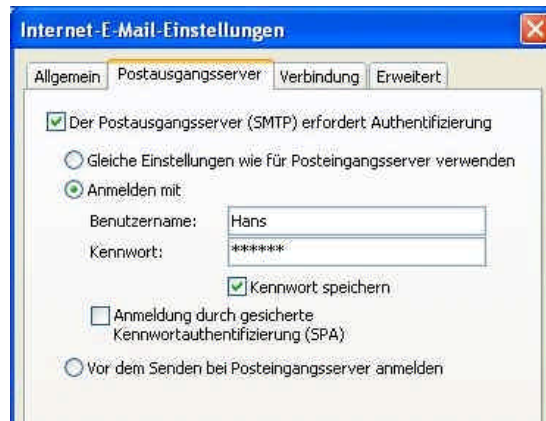 Internet-E-Mail-Einstellungen
Allgemein Postausgangsserver Verbindung Erweitert
Der Postausgangsserver (SMTP) erfordert Authentifizierung
Gleiche Einstellungen wie für Posteingangsserver verwenden
Anmelden mit
Benutzername: Hans
Kennwort: ******
Kennwort speichern
Anmeldung durch gesicherte
Kennwortauthentifizierung (SPA)
Vor dem Senden bei Posteingangsserver anmelden